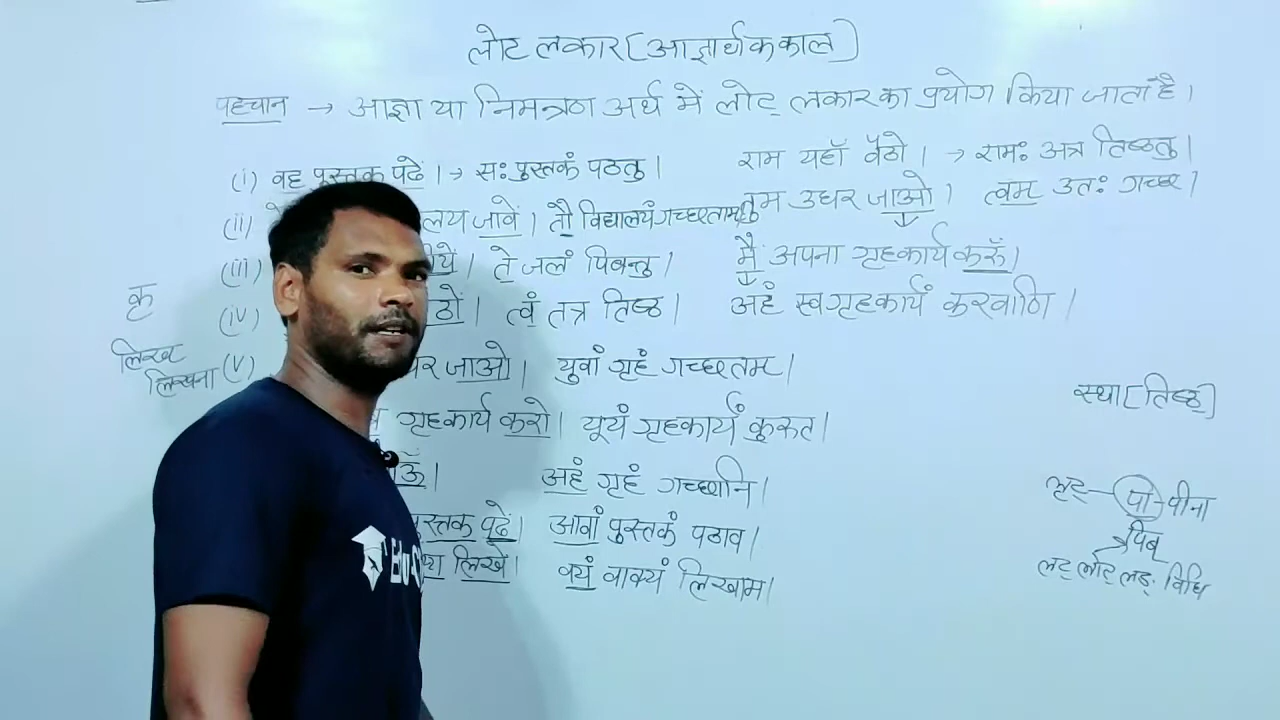 लोट लकार [आज्ञार्थक काल]
पहचान → आज्ञा या निमन्त्रण अर्थ में लोट् लकार का प्रयोग किया जाता है।
(i) वह पुस्तक पढें। → सः पुस्तकं पठतु।
(ii) लय जावें। तौ विद्यालयं गच्छताम्
(iii) ते जलं पिबन्तु।
(iv) त्वं तत्र तिष्ठ।
(v) जाओ। युवां गृहं गच्छतम्।
गृहकार्य करो। यूयं गृहकार्यं कुरुत।
अहं गृहं गच्छानि।
पुस्तक पढें। आवां पुस्तकं पठाव।
लिखें। वयं वाक्यं लिखाम।
राम यहाँ बैठो। → रामः अत्र तिष्ठतु।
तुम उधर जाओ। त्वम् उतः गच्छ।
मैं अपना गृहकार्य करूँ।
अहं स्वगृहकार्यं करवाणि।
कृ
लिख
लिखना
स्था [तिष्ठ]
लृट् - पा - पीना
पिब्
लट् लोट् लङ् विधि